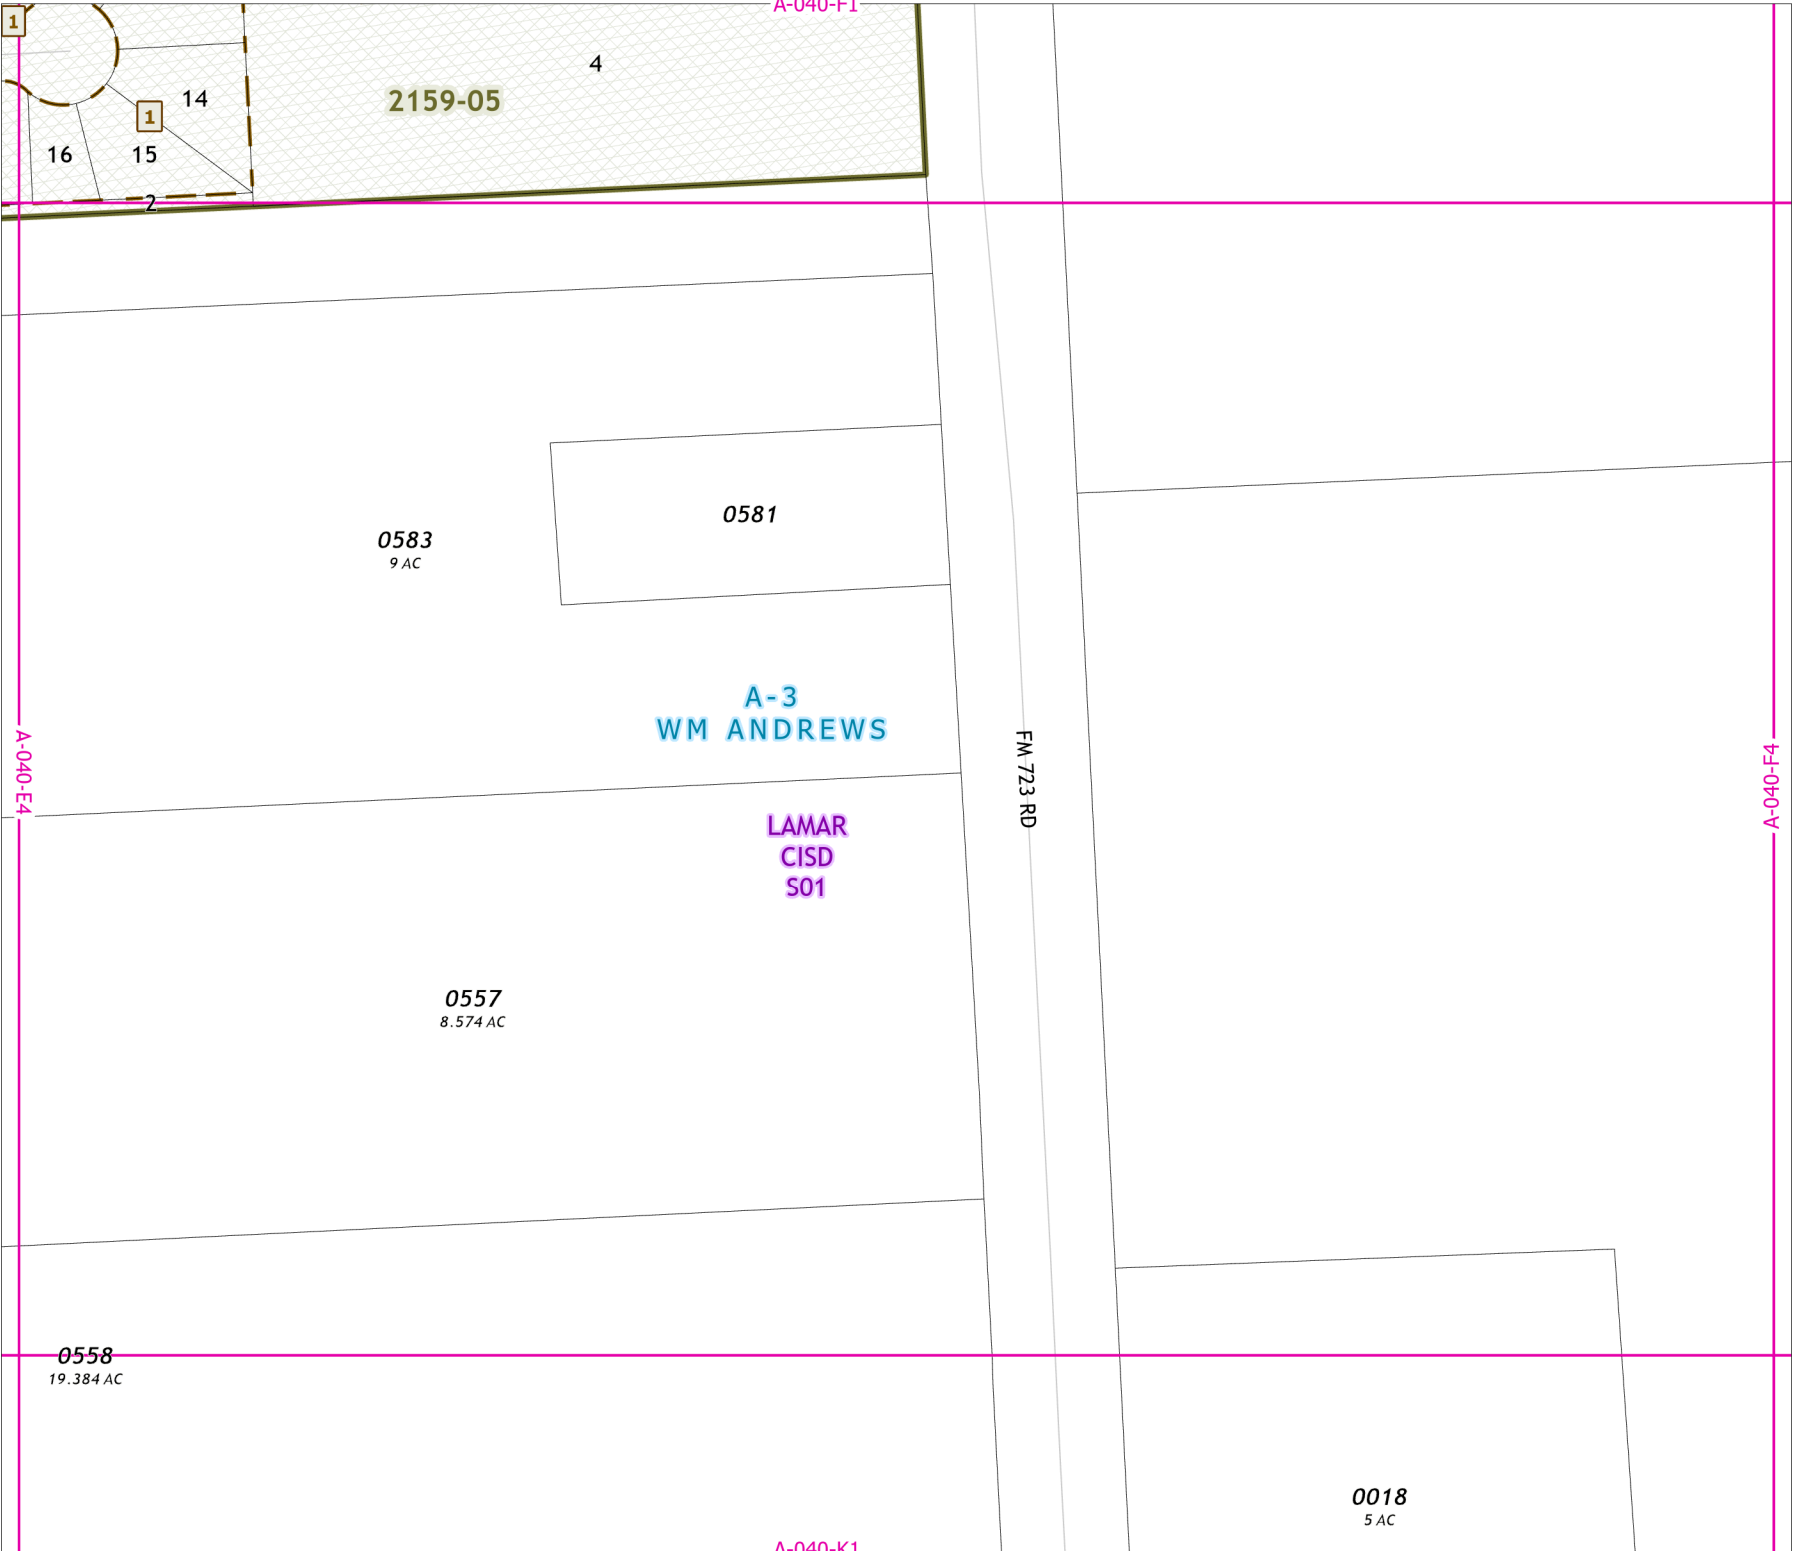 A-040-F1
1
4
14
2159-05
1
16
15
2
0581
0583
9 AC
A-3
WM ANDREWS
A-040-E4
FM 723 RD
A-040-F4
LAMAR
CISD
S01
0557
8.574 AC
0558
19.384 AC
0018
5 AC
A-040-K1